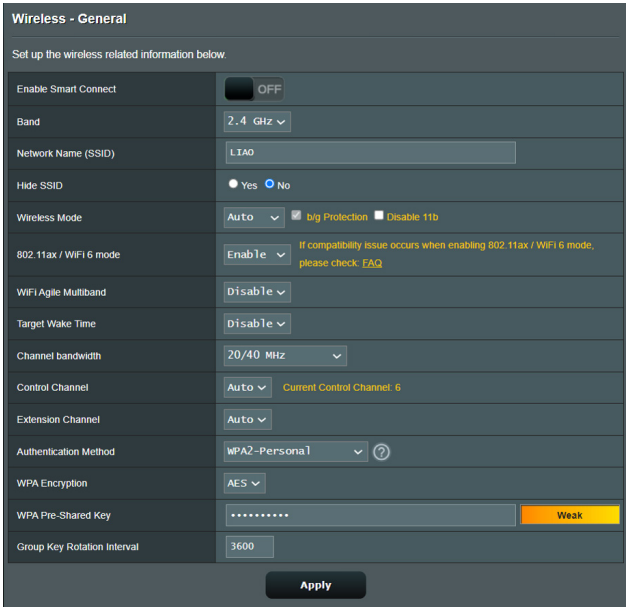 Wireless - General
Set up the wireless related information below.
Enable Smart Connect OFF
Band 2.4 GHz
Network Name (SSID) LIAO
Hide SSID Yes No
Wireless Mode Auto b/g Protection Disable 11b
802.11ax / WiFi 6 mode Enable If compatibility issue occurs when enabling 802.11ax / WiFi 6 mode,
please check: FAQ
WiFi Agile Multiband Disable
Target Wake Time Disable
Channel bandwidth 20/40 MHz
Control Channel Auto Current Control Channel: 6
Extension Channel Auto
Authentication Method WPA2-Personal ?
WPA Encryption AES
WPA Pre-Shared Key •••••••••• Weak
Group Key Rotation Interval 3600
Apply